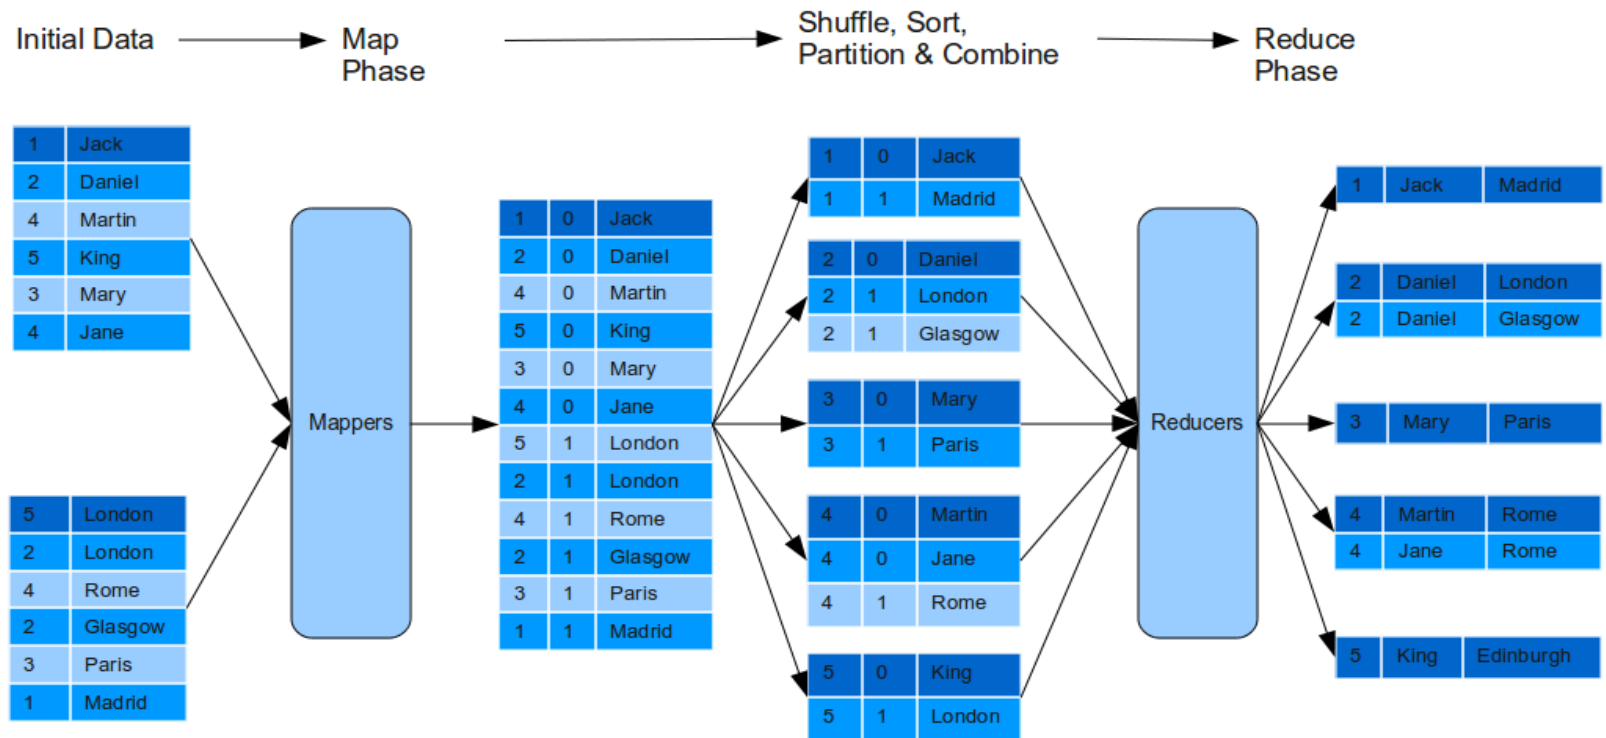 Initial Data
Map
Phase
Shuffle, Sort,
Partition & Combine
Reduce
Phase
1 Jack
2 Daniel
4 Martin
5 King
3 Mary
4 Jane
5 London
2 London
4 Rome
2 Glasgow
3 Paris
1 Madrid
Mappers
1 0 Jack
2 0 Daniel
4 0 Martin
5 0 King
3 0 Mary
4 0 Jane
5 1 London
2 1 London
4 1 Rome
2 1 Glasgow
3 1 Paris
1 1 Madrid
1 0 Jack
1 1 Madrid
2 0 Daniel
2 1 London
2 1 Glasgow
3 0 Mary
3 1 Paris
4 0 Martin
4 0 Jane
4 1 Rome
5 0 King
5 1 London
Reducers
1 Jack Madrid
2 Daniel London
2 Daniel Glasgow
3 Mary Paris
4 Martin Rome
4 Jane Rome
5 King Edinburgh